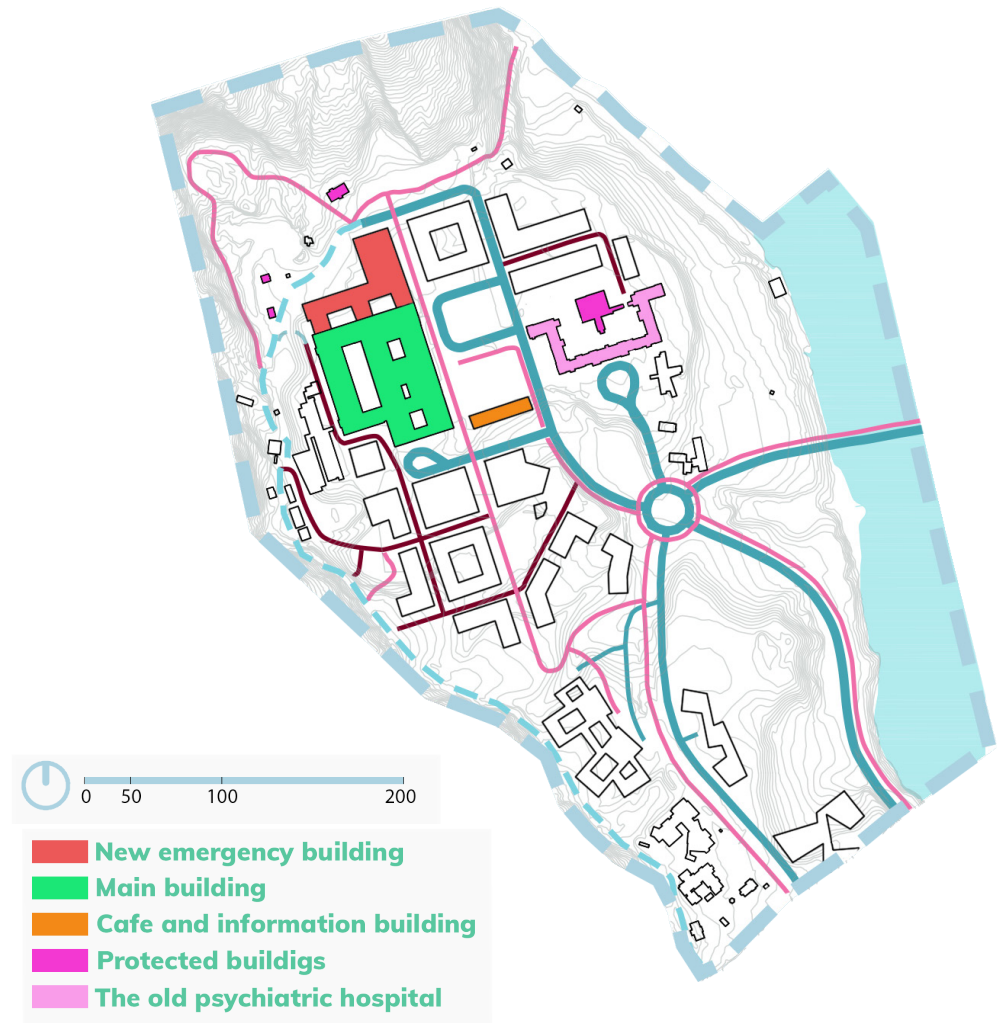 0 50 100 200
New emergency building
Main building
Cafe and information building
Protected buildigs
The old psychiatric hospital